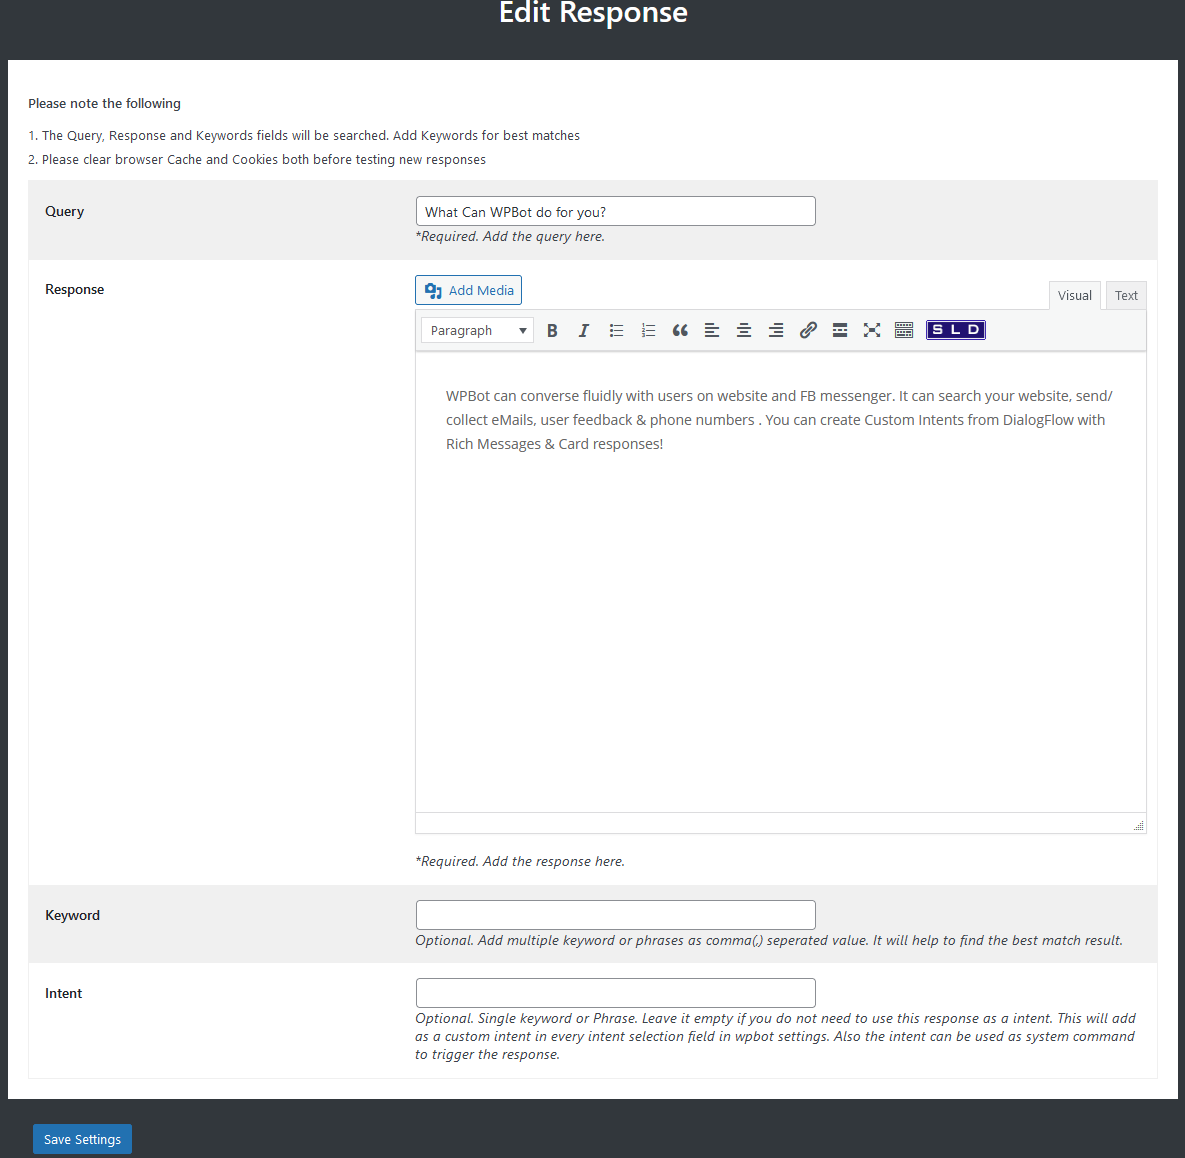 Edit Response
Please note the following
1. The Query, Response and Keywords fields will be searched. Add Keywords for best matches
2. Please clear browser Cache and Cookies both before testing new responses
Query
What Can WPBot do for you?
*Required. Add the query here.
Response
Add Media
Visual Text
Paragraph B I S L D
WPBot can converse fluidly with users on website and FB messenger. It can search your website, send/
collect eMails, user feedback & phone numbers . You can create Custom Intents from DialogFlow with
Rich Messages & Card responses!
*Required. Add the response here.
Keyword
Optional. Add multiple keyword or phrases as comma(,) seperated value. It will help to find the best match result.
Intent
Optional. Single keyword or Phrase. Leave it empty if you do not need to use this response as a intent. This will add
as a custom intent in every intent selection field in wpbot settings. Also the intent can be used as system command
to trigger the response.
Save Settings